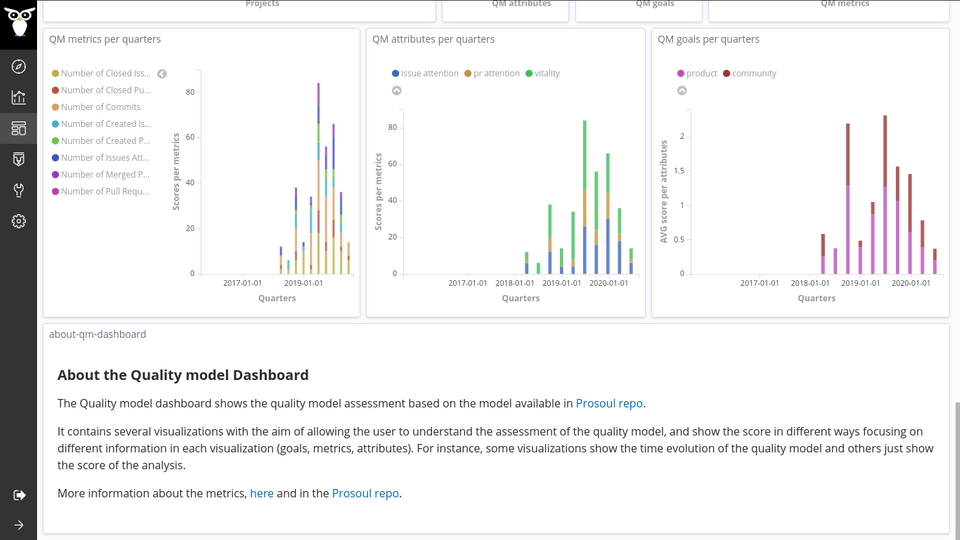 Projects
QM attributes
QM goals
QM metrics
QM metrics per quarters
Number of Closed Iss...
Number of Closed Pu...
Number of Commits
Number of Created Is...
Number of Created P...
Number of Issues Att...
Number of Merged P...
Number of Pull Requ...
Scores per metrics
80
60
40
20
0
2017-01-01
2019-01-01
Quarters
QM attributes per quarters
issue attention
pr attention
vitality
Scores per metrics
80
60
40
20
0
2017-01-01
2018-01-01
2019-01-01
2020-01-01
Quarters
QM goals per quarters
product
community
AVG score per attributes
2
1.5
1
0.5
0
2017-01-01
2018-01-01
2019-01-01
2020-01-01
Quarters
about-qm-dashboard
About the Quality model Dashboard
The Quality model dashboard shows the quality model assessment based on the model available in Prosoul repo.
It contains several visualizations with the aim of allowing the user to understand the assessment of the quality model, and show the score in different ways focusing on
different information in each visualization (goals, metrics, attributes). For instance, some visualizations show the time evolution of the quality model and others just show
the score of the analysis.
More information about the metrics, here and in the Prosoul repo.